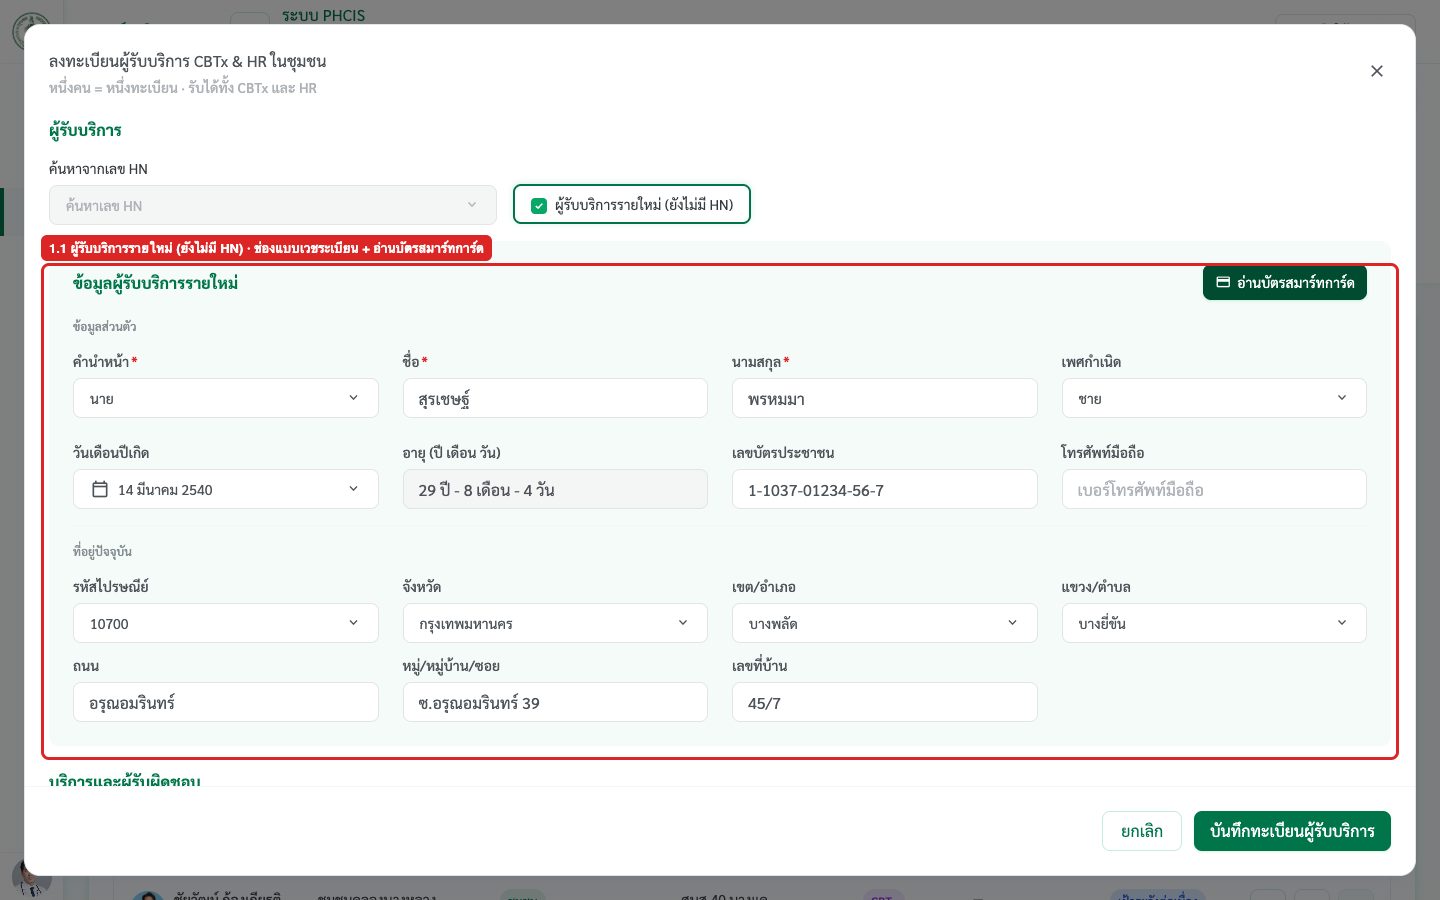 ระบบ PHCIS
ลงทะเบียนผู้รับบริการ CBTx & HR ในชุมชน
หนึ่งคน = หนึ่งทะเบียน · รับได้ทั้ง CBTx และ HR
ผู้รับบริการ
ค้นหาจากเลข HN
ค้นหาเลข HN
ผู้รับบริการรายใหม่ (ยังไม่มี HN)
1.1 ผู้รับบริการรายใหม่ (ยังไม่มี HN) · ช่องแบบเวชระเบียน + อ่านบัตรสมาร์ทการ์ด
ข้อมูลผู้รับบริการรายใหม่
อ่านบัตรสมาร์ทการ์ด
ข้อมูลส่วนตัว
คำนำหน้า* ชื่อ* นามสกุล* เพศกำเนิด
นาย สุรเชษฐ์ พรหมมา ชาย
วันเดือนปีเกิด อายุ (ปี เดือน วัน) เลขบัตรประชาชน โทรศัพท์มือถือ
14 มีนาคม 2540 29 ปี - 8 เดือน - 4 วัน 1-1037-01234-56-7 เบอร์โทรศัพท์มือถือ
ที่อยู่ปัจจุบัน
รหัสไปรษณีย์ จังหวัด เขต/อำเภอ แขวง/ตำบล
10700 กรุงเทพมหานคร บางพลัด บางยี่ขัน
ถนน หมู่/หมู่บ้าน/ซอย เลขที่บ้าน
อรุณอมรินทร์ ซ.อรุณอมรินทร์ 39 45/7
บริการและผู้รับผิดชอบ
ยกเลิก บันทึกทะเบียนผู้รับบริการ